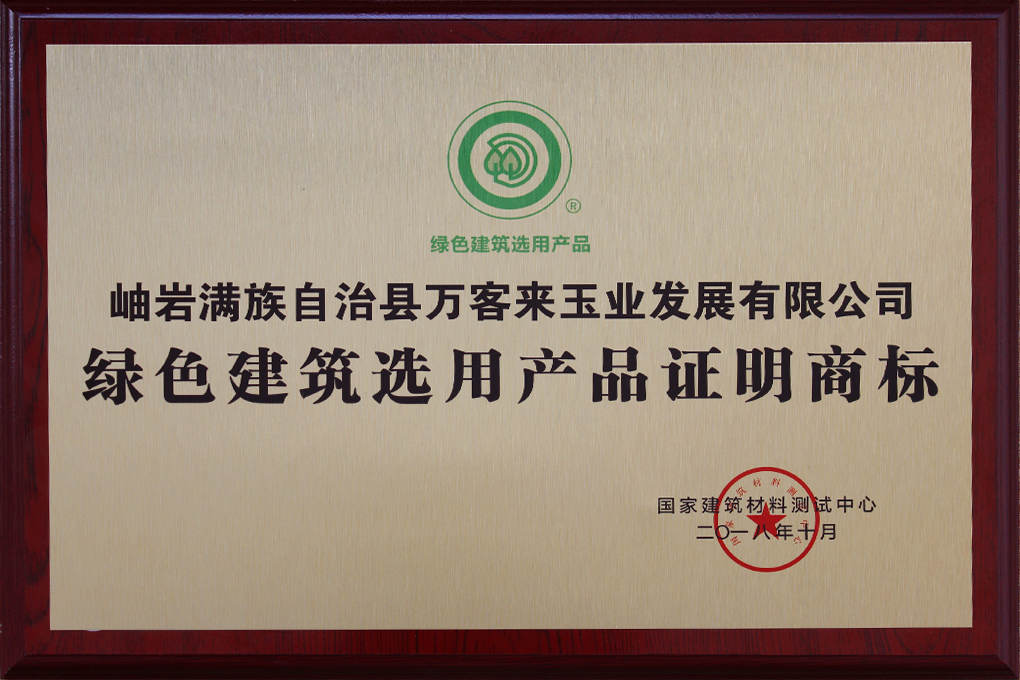 ®
绿色建筑选用产品
岫岩满族自治县万客来玉业发展有限公司
绿色建筑选用产品证明商标
国家建筑材料测试中心
二〇一八年十月